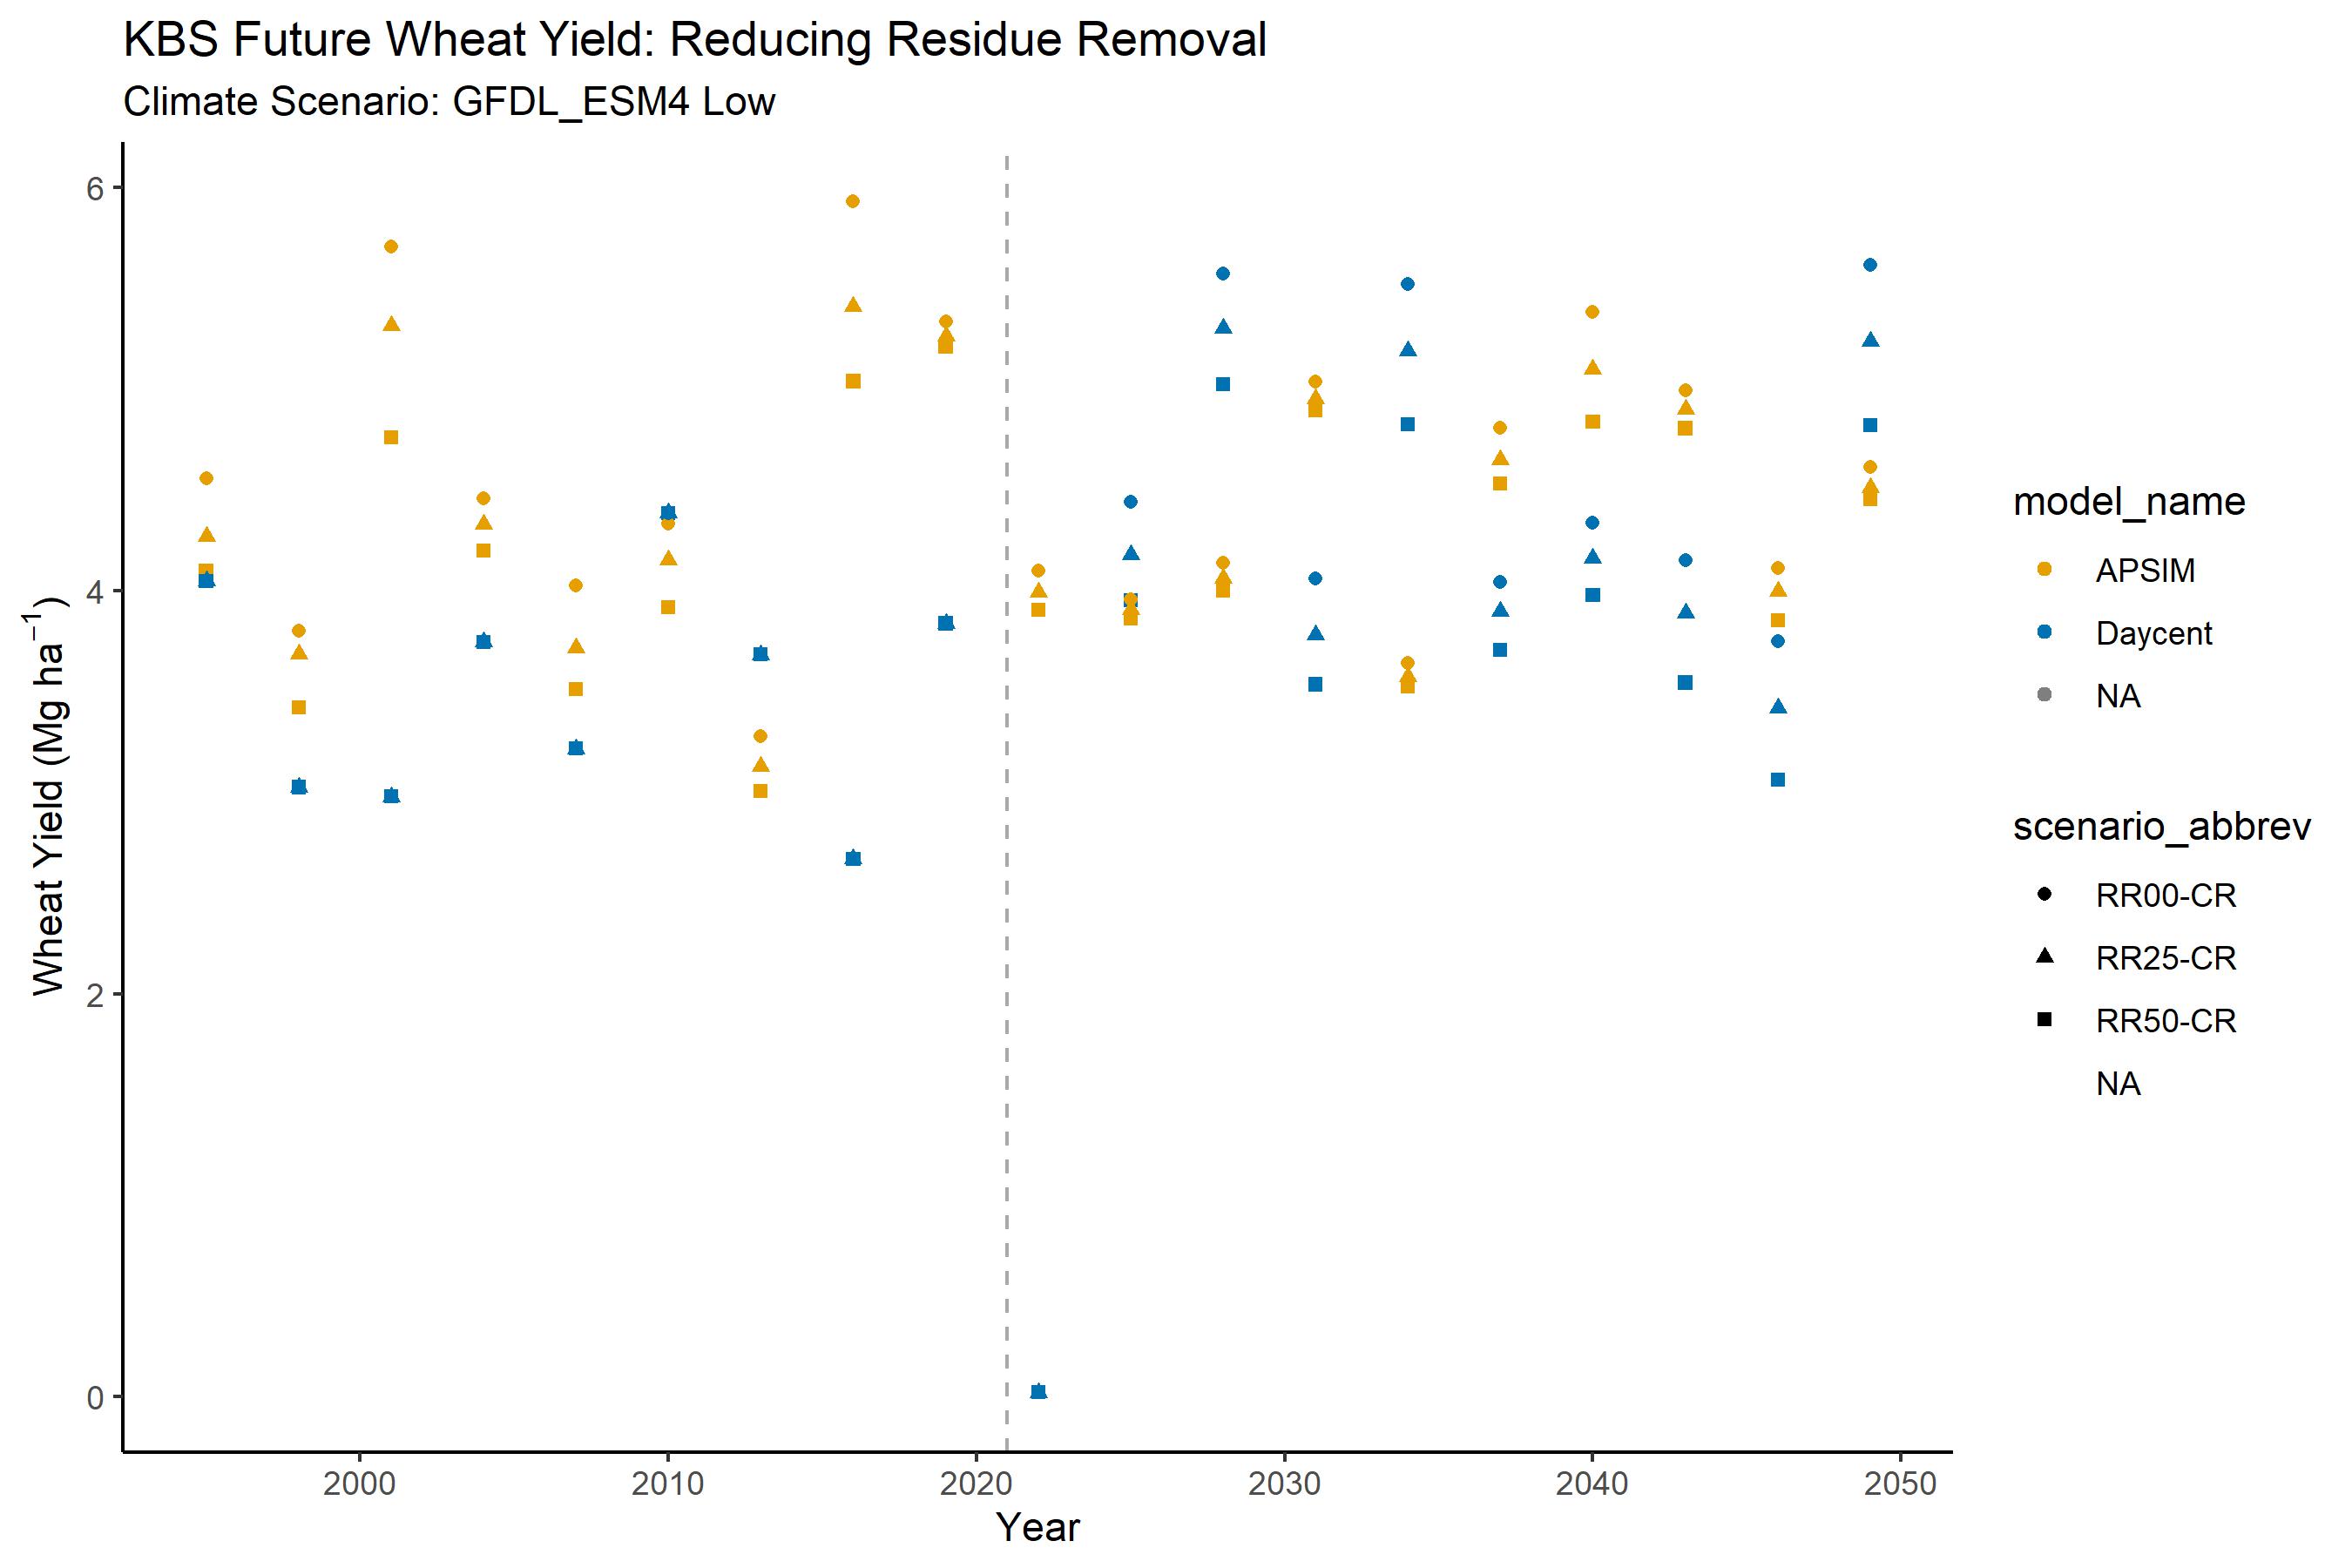 KBS Future Wheat Yield: Reducing Residue Removal
Climate Scenario: GFDL_ESM4 Low
Wheat Yield (Mg ha⁻¹)
6
4
2
0
2000
2010
2020
2030
2040
2050
Year
model_name
APSIM
Daycent
NA
scenario_abbrev
RR00-CR
RR25-CR
RR50-CR
NA